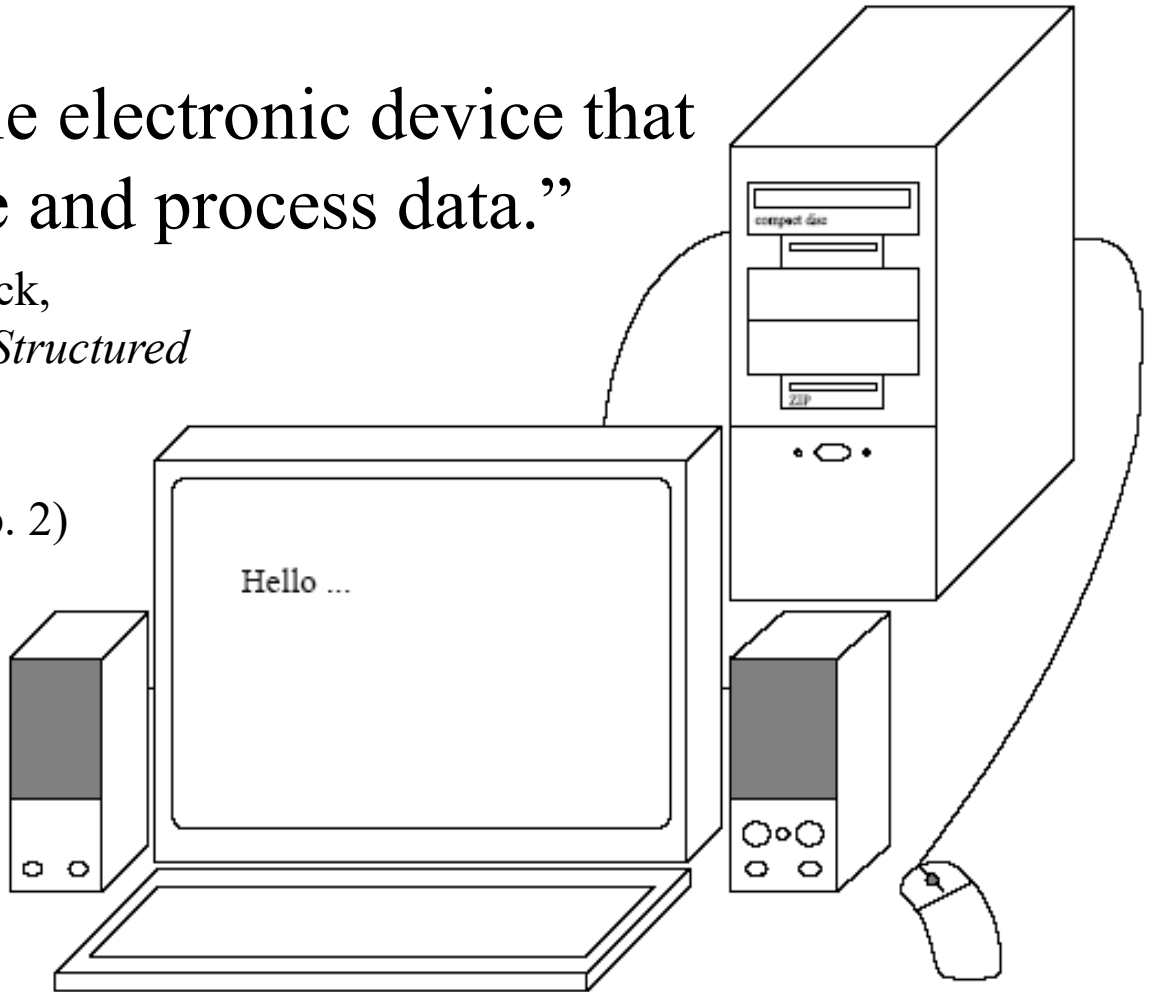 e electronic device that
e and process data.”
ck,
Structured
p. 2)
compact disc
ZIP
Hello ...